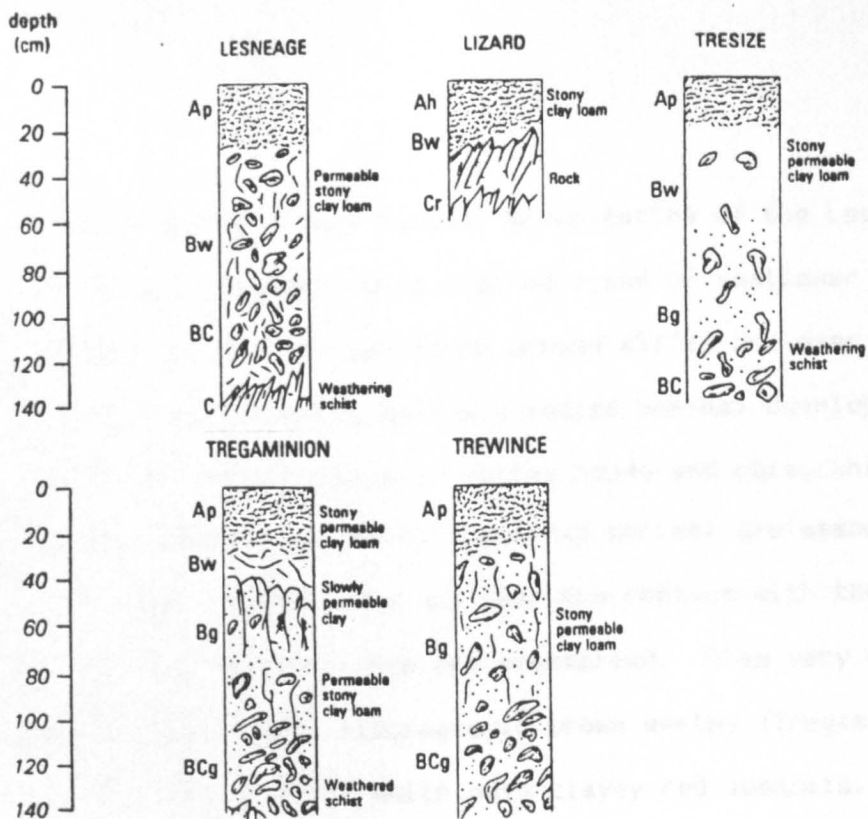 depth
(cm)
LESNEAGE
LIZARD
TRESIZE
0
20
40
60
80
100
120
140
Ap
Bw
BC
C
Permeable
stony
clay loam
Weathering
schist
Ah
Bw
Cr
Stony
clay loam
Rock
Ap
Bw
Bg
BC
Stony
permeable
clay loam
Weathering
schist
TREGAMINION
TREWINCE
0
20
40
60
80
100
120
140
Ap
Bw
Bg
BCg
Stony
permeable
clay loam
Slowly
permeable
clay
Permeable
stony
clay loam
Weathered
schist
Ap
Bg
BCg
Stony
permeable
clay loam